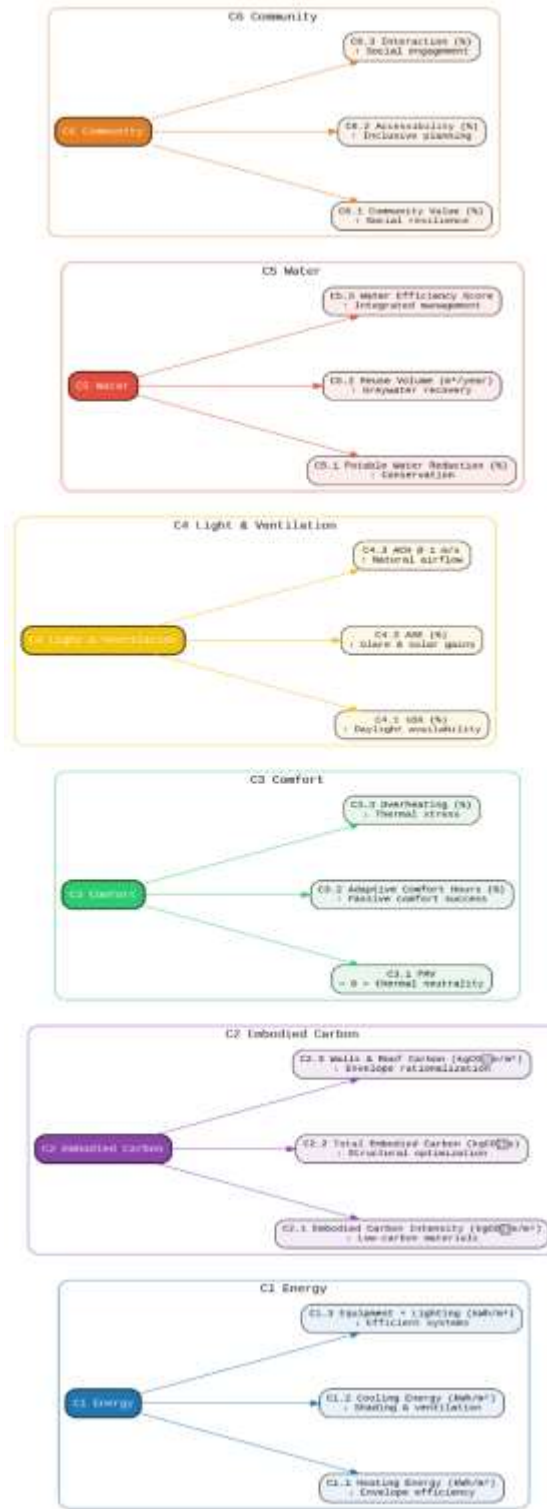 C6 Community
C6.3 Interaction (%)
↑ Social engagement
C6 Community
C6.2 Accessibility (%)
↑ Inclusive planning
C6.1 Community Value (%)
↑ Social resilience
C5 Water
C5.3 Water Efficiency Score
↑ Integrated management
C5 Water
C5.2 Reuse Volume (m³/year)
↑ Greywater recovery
C5.1 Potable Water Reduction (%)
↑ Conservation
C4 Light & Ventilation
C4.3 ACH @ 1 m/s
↑ Natural airflow
C4 Light & Ventilation
C4.2 ASE (%)
↓ Glare & solar gains
C4.1 sDA (%)
↑ Daylight availability
C3 Comfort
C3.3 Overheating (%)
↓ Thermal stress
C3 Comfort
C3.2 Adaptive Comfort Hours (%)
↑ Passive comfort success
C3.1 PMV
≈ 0 = thermal neutrality
C2 Embodied Carbon
C2.3 Walls & Roof Carbon (kgCO□e/m²)
↓ Envelope rationalization
C2 Embodied Carbon
C2.2 Total Embodied Carbon (kgCO□e)
↓ Structural optimization
C2.1 Embodied Carbon Intensity (kgCO□e/m²)
↓ Low-carbon materials
C1 Energy
C1.3 Equipment + Lighting (kWh/m²)
↓ Efficient systems
C1 Energy
C1.2 Cooling Energy (kWh/m²)
↓ Shading & ventilation
C1.1 Heating Energy (kWh/m²)
↓ Envelope efficiency